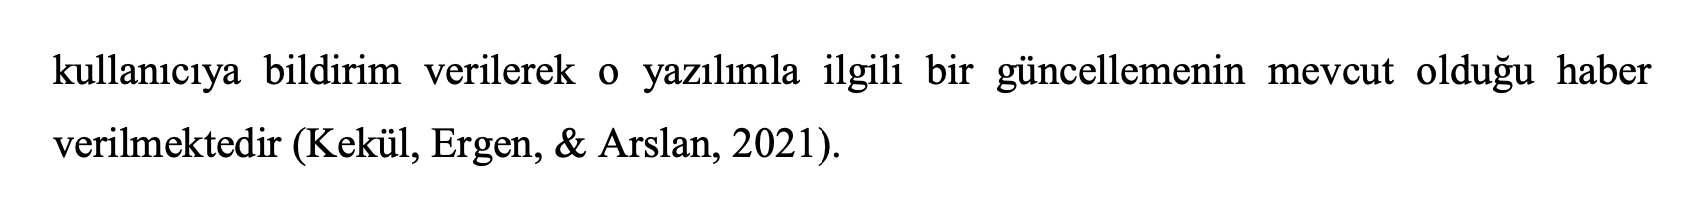 kullanıcıya bildirim verilerek o yazılımla ilgili bir güncellemenin mevcut olduğu haber
verilmektedir (Kekül, Ergen, & Arslan, 2021).